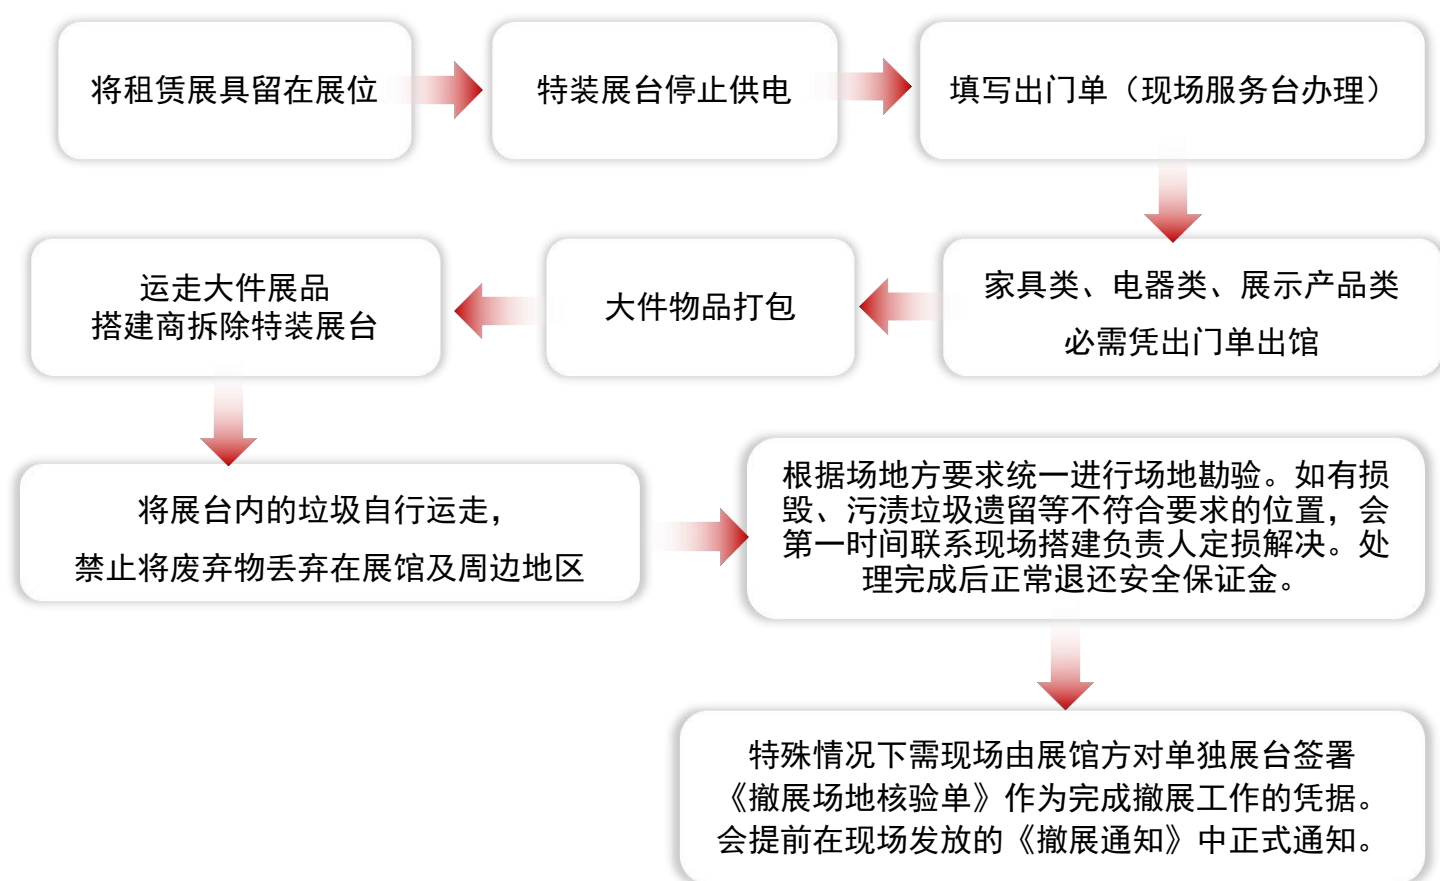 将租赁展具留在展位
特装展台停止供电
填写出门单（现场服务台办理）
家具类、电器类、展示产品类
必需凭出门单出馆
大件物品打包
运走大件展品
搭建商拆除特装展台
将展台内的垃圾自行运走，
禁止将废弃物丢弃在展馆及周边地区
根据场地方要求统一进行场地勘验。如有损
毁、污渍垃圾遗留等不符合要求的位置，会
第一时间联系现场搭建负责人定损解决。处
理完成后正常退还安全保证金。
特殊情况下需现场由展馆方对单独展台签署
《撤展场地核验单》作为完成撤展工作的凭据。
会提前在现场发放的《撤展通知》中正式通知。